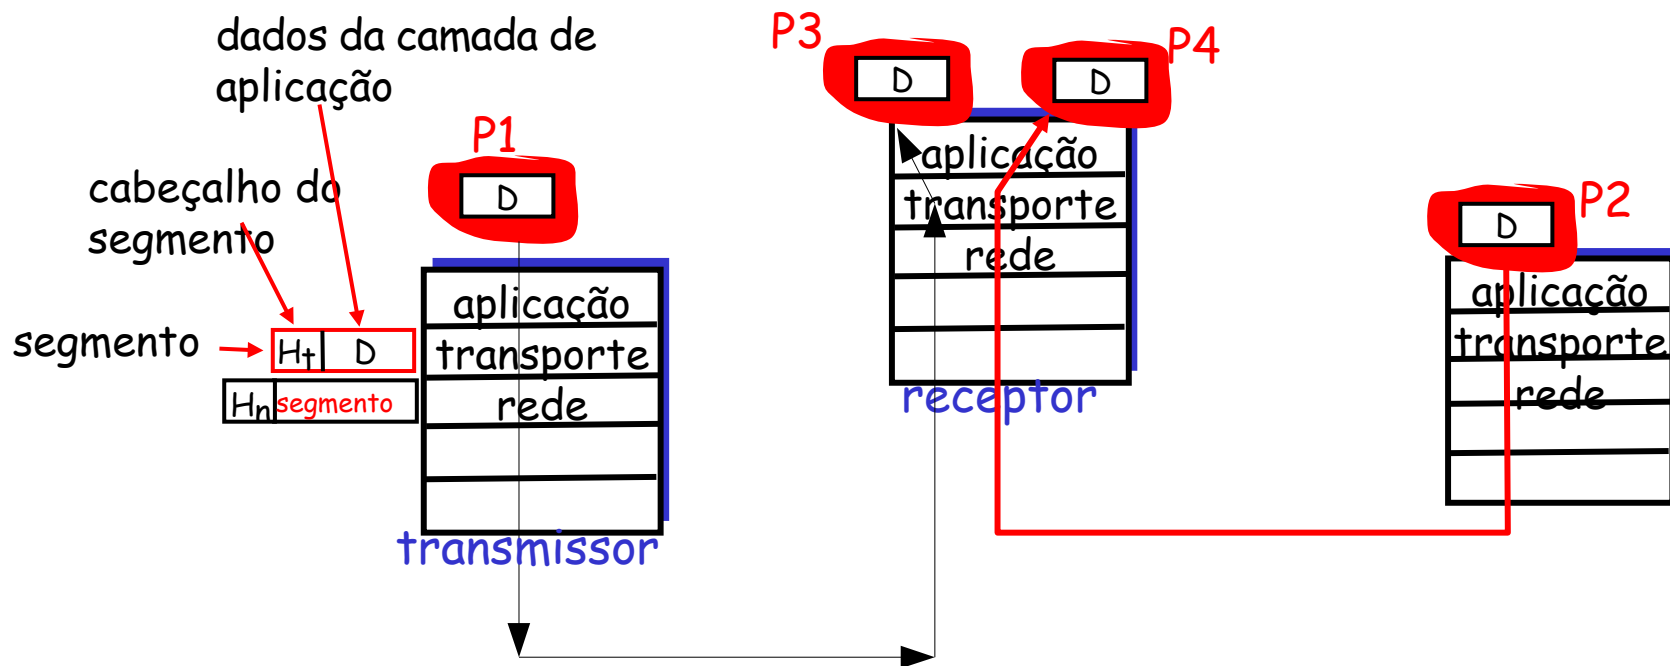 dados da camada de
aplicação
cabeçalho do
segmento
segmento
Ht D
Hn segmento
P1
D
aplicação
transporte
rede
transmissor
P3
D
P4
D
aplicação
transporte
rede
receptor
P2
D
aplicação
transporte
rede